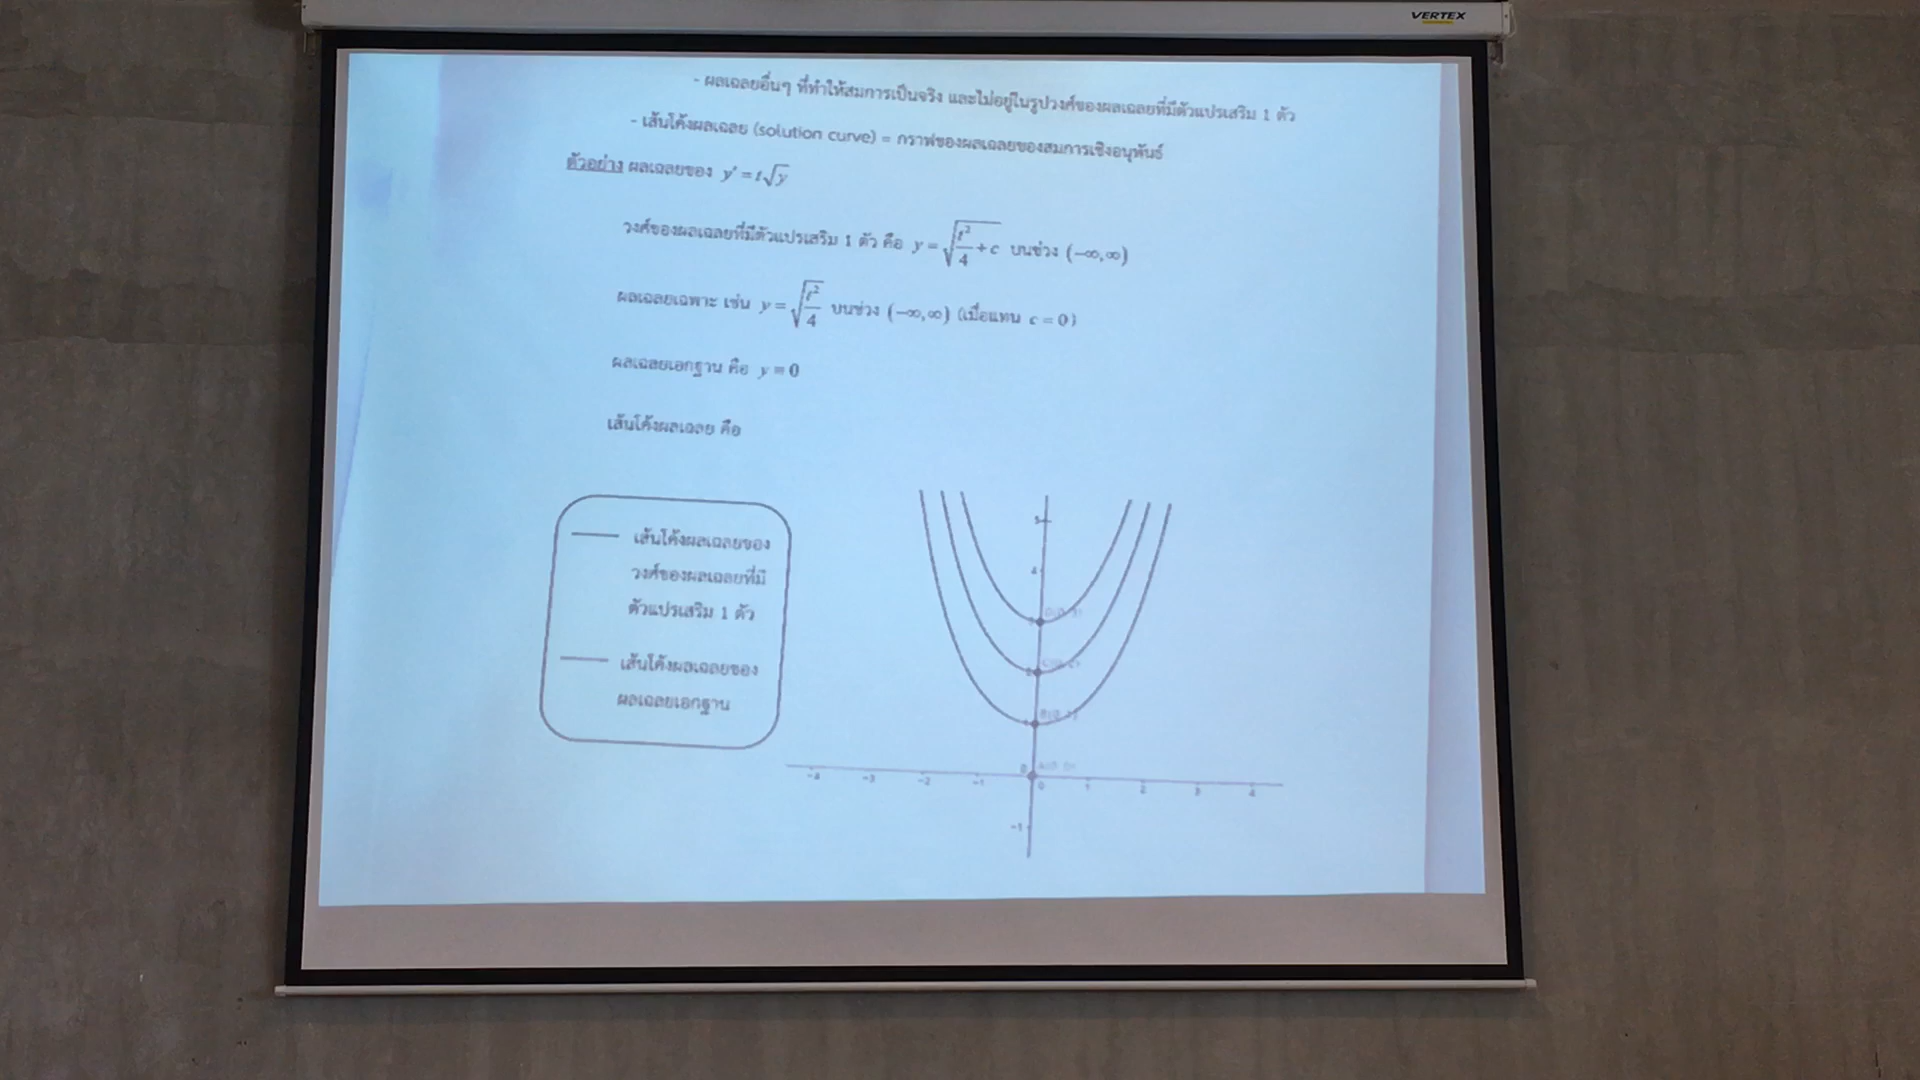 VERTEX
- ผลเฉลยอื่นๆ ที่ทำให้สมการเป็นจริง และไม่อยู่ในรูปวงศ์ของผลเฉลยที่มีตัวแปรเสริม 1 ตัว
- เส้นโค้งผลเฉลย (solution curve) = กราฟของผลเฉลยของสมการเชิงอนุพันธ์
ตัวอย่าง ผลเฉลยของ y' = t√y
วงศ์ของผลเฉลยที่มีตัวแปรเสริม 1 ตัว คือ y = √(t²/4 + c) บนช่วง (−∞,∞)
ผลเฉลยเฉพาะ เช่น y = √(t²/4) บนช่วง (−∞,∞) (เมื่อแทน c = 0)
ผลเฉลยเอกฐาน คือ y ≡ 0
เส้นโค้งผลเฉลย คือ
เส้นโค้งผลเฉลยของ
วงศ์ของผลเฉลยที่มี
ตัวแปรเสริม 1 ตัว
เส้นโค้งผลเฉลยของ
ผลเฉลยเอกฐาน
5
4
-4 -3 -2 -1 0 1 2 3 4
-1